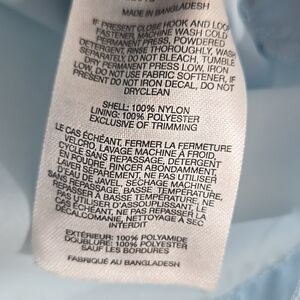 MADE IN BANGLADESH
IF PRESENT CLOSE HOOK AND LOOP
FASTENER, MACHINE WASH COLD
PERMANENT PRESS, POWDERED
DETERGENT, RINSE THOROUGHLY, WASH
SEPARATELY, DO NOT BLEACH, TUMBLE
DRY PERMANENT PRESS LOW, IRON
LOW, DO NOT USE FABRIC SOFTENER, IF
PRESENT DO NOT IRON DECAL, DO NOT
DRYCLEAN
SHELL: 100% NYLON
LINING: 100% POLYESTER
EXCLUSIVE OF TRIMMING
LE CAS ÉCHÉANT, FERMER LA FERMETURE
VELCRO, LAVAGE MACHINE À FROID,
CYCLE SANS REPASSAGE, DÉTERGENT
EN POUDRE, RINCER ABONDAMMENT,
LAVER SÉPARÉMENT, NE PAS UTILISER
D'EAU DE JAVEL, SÉCHAGE MACHINE,
SANS REPASSAGE, BASSE TEMPÉRATURE,
REPASSAGE DOUX, NE PAS UTILISER
D'ASSOUPLISSANT, LE
CAS ÉCHÉANT, NE PAS REPASSER LA
DÉCALCOMANIE, NETTOYAGE À SEC
INTERDIT
EXTÉRIEUR: 100% POLYAMIDE
DOUBLURE: 100% POLYESTER
SAUF LES BORDURES
FABRIQUÉ AU BANGLADESH